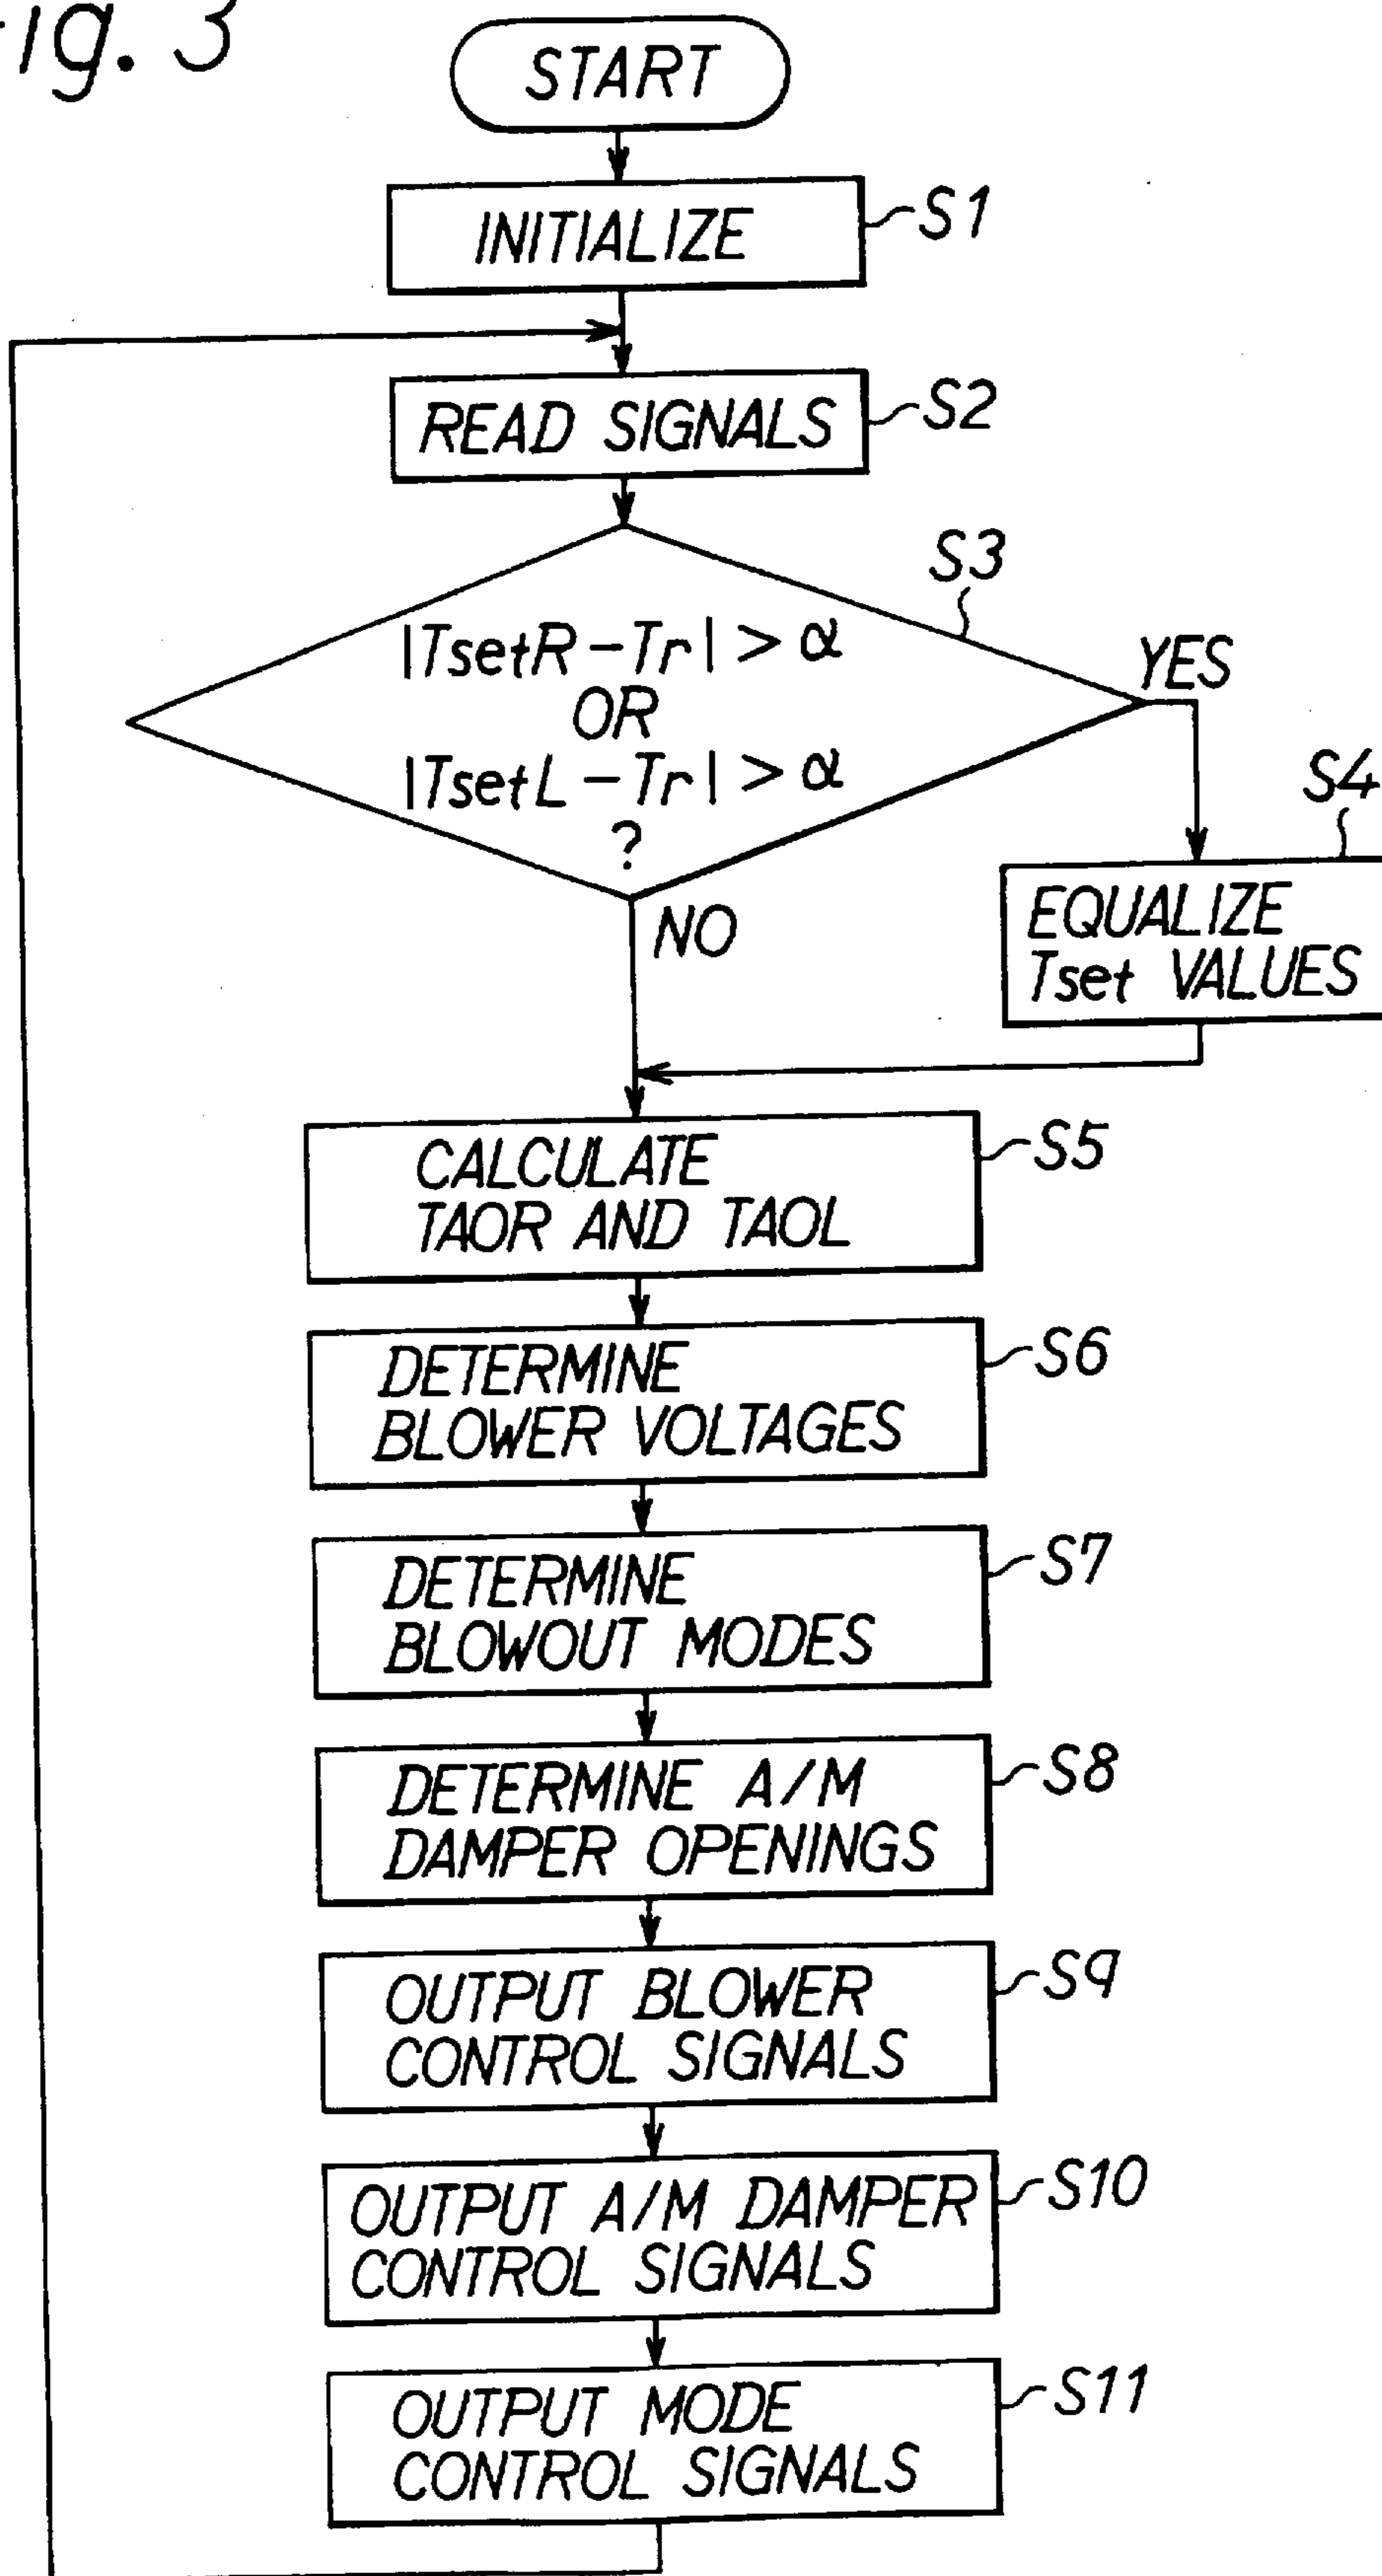 Fig. 3
START
INITIALIZE
S1
READ SIGNALS
S2
S3
|TsetR-Tr| > α
OR
|TsetL-Tr| > α
?
YES
NO
S4
EQUALIZE
Tset VALUES
CALCULATE
TAOR AND TAOL
S5
DETERMINE
BLOWER VOLTAGES
S6
DETERMINE
BLOWOUT MODES
S7
DETERMINE A/M
DAMPER OPENINGS
S8
OUTPUT BLOWER
CONTROL SIGNALS
S9
OUTPUT A/M DAMPER
CONTROL SIGNALS
S10
OUTPUT MODE
CONTROL SIGNALS
S11